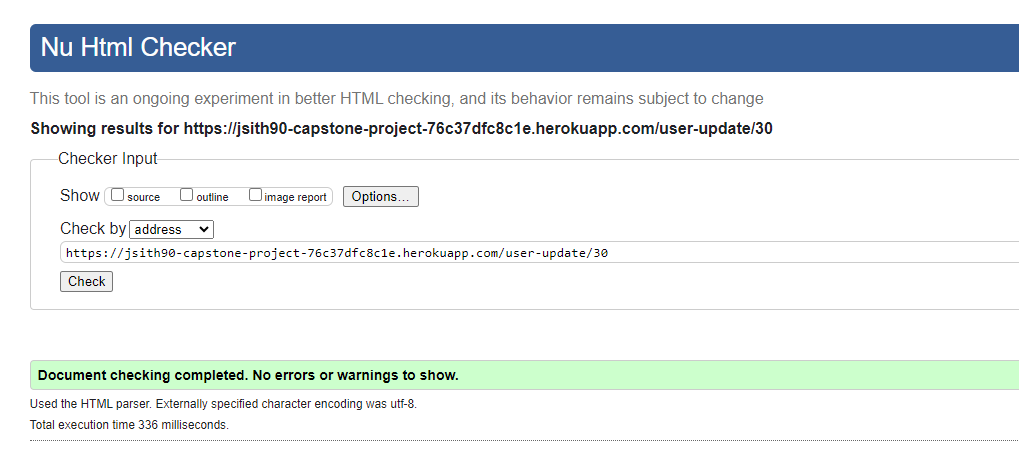 Nu Html Checker
This tool is an ongoing experiment in better HTML checking, and its behavior remains subject to change
Showing results for https://jsith90-capstone-project-76c37dfc8c1e.herokuapp.com/user-update/30
Checker Input
Show source outline image report Options...
Check by address
https://jsith90-capstone-project-76c37dfc8c1e.herokuapp.com/user-update/30
Check
Document checking completed. No errors or warnings to show.
Used the HTML parser. Externally specified character encoding was utf-8.
Total execution time 336 milliseconds.